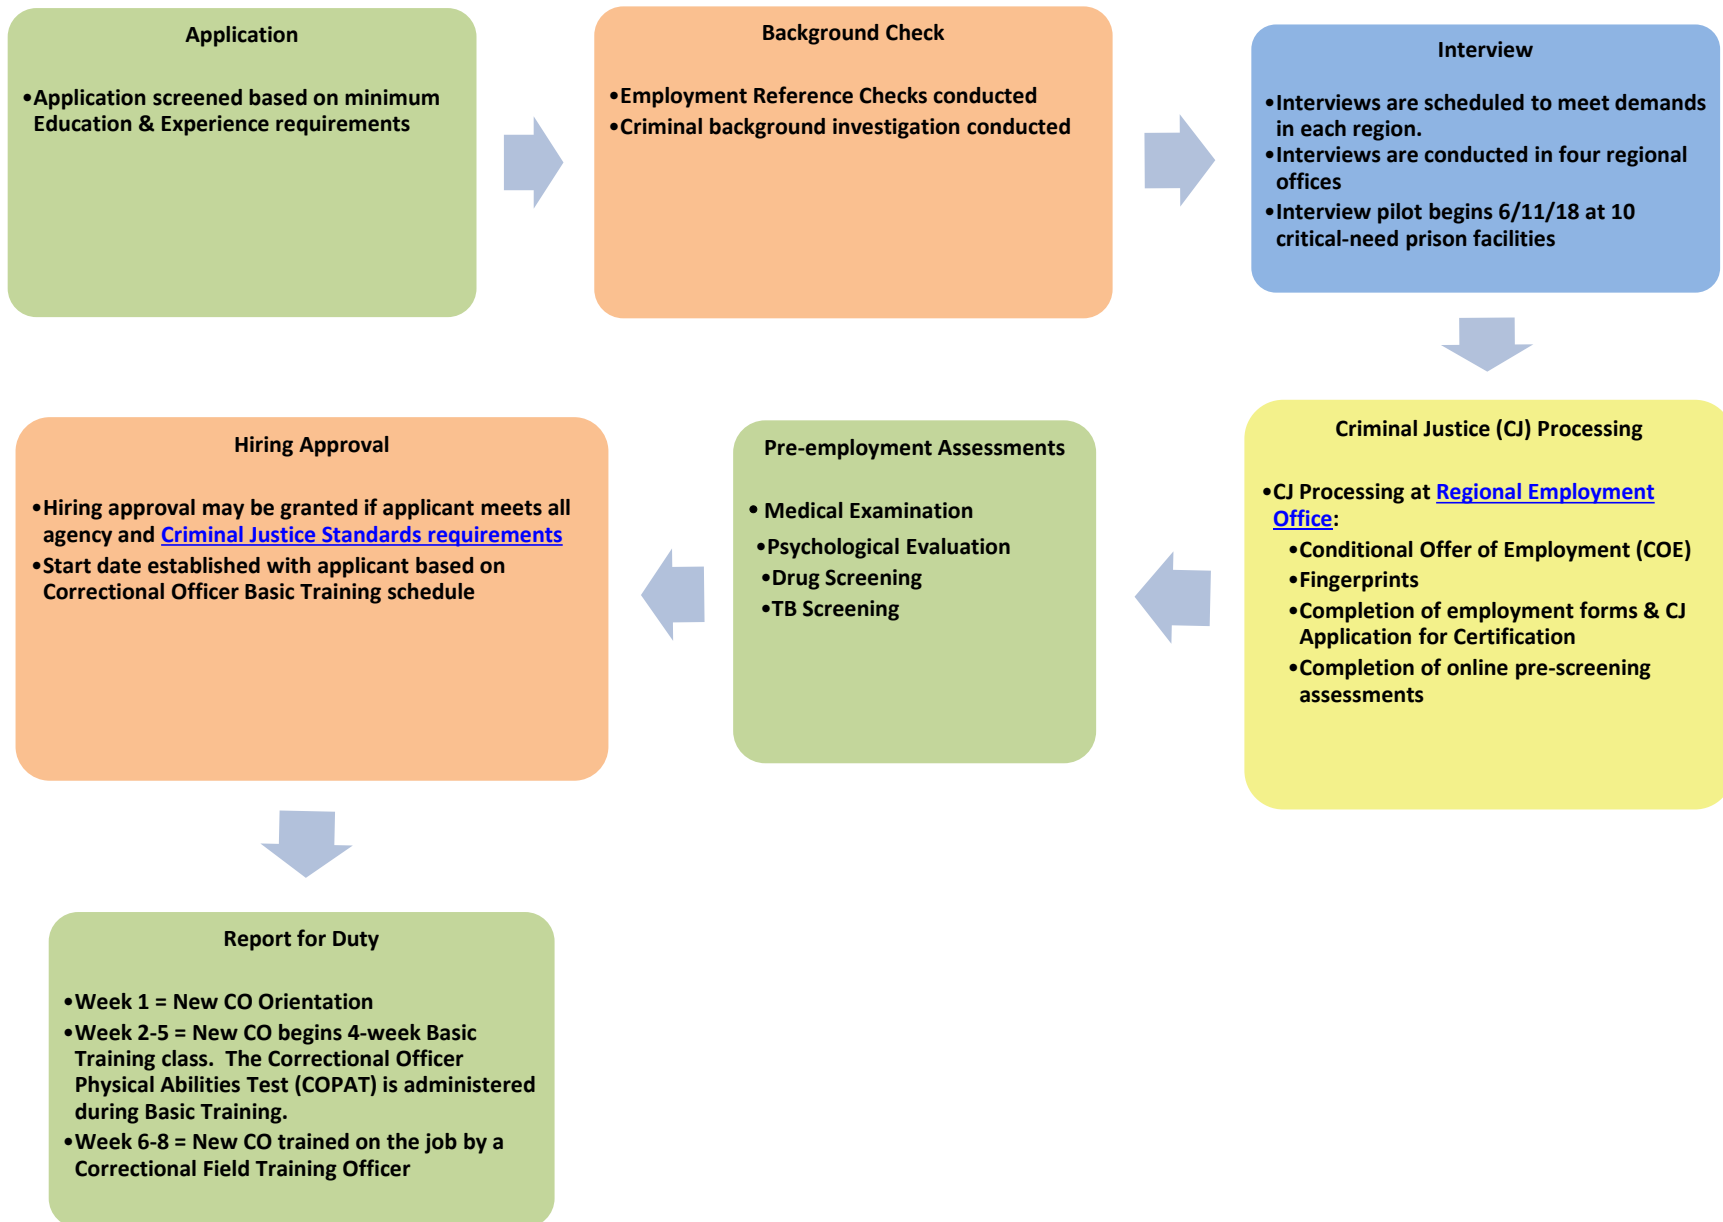 Application
•Application screened based on minimum
Education & Experience requirements
Background Check
•Employment Reference Checks conducted
•Criminal background investigation conducted
Interview
•Interviews are scheduled to meet demands
in each region.
•Interviews are conducted in four regional
offices
•Interview pilot begins 6/11/18 at 10
critical-need prison facilities
Criminal Justice (CJ) Processing
•CJ Processing at Regional Employment
Office:
•Conditional Offer of Employment (COE)
•Fingerprints
•Completion of employment forms & CJ
Application for Certification
•Completion of online pre-screening
assessments
Pre-employment Assessments
• Medical Examination
•Psychological Evaluation
•Drug Screening
•TB Screening
Hiring Approval
•Hiring approval may be granted if applicant meets all
agency and Criminal Justice Standards requirements
•Start date established with applicant based on
Correctional Officer Basic Training schedule
Report for Duty
•Week 1 = New CO Orientation
•Week 2-5 = New CO begins 4-week Basic
Training class.  The Correctional Officer
Physical Abilities Test (COPAT) is administered
during Basic Training.
•Week 6-8 = New CO trained on the job by a
Correctional Field Training Officer